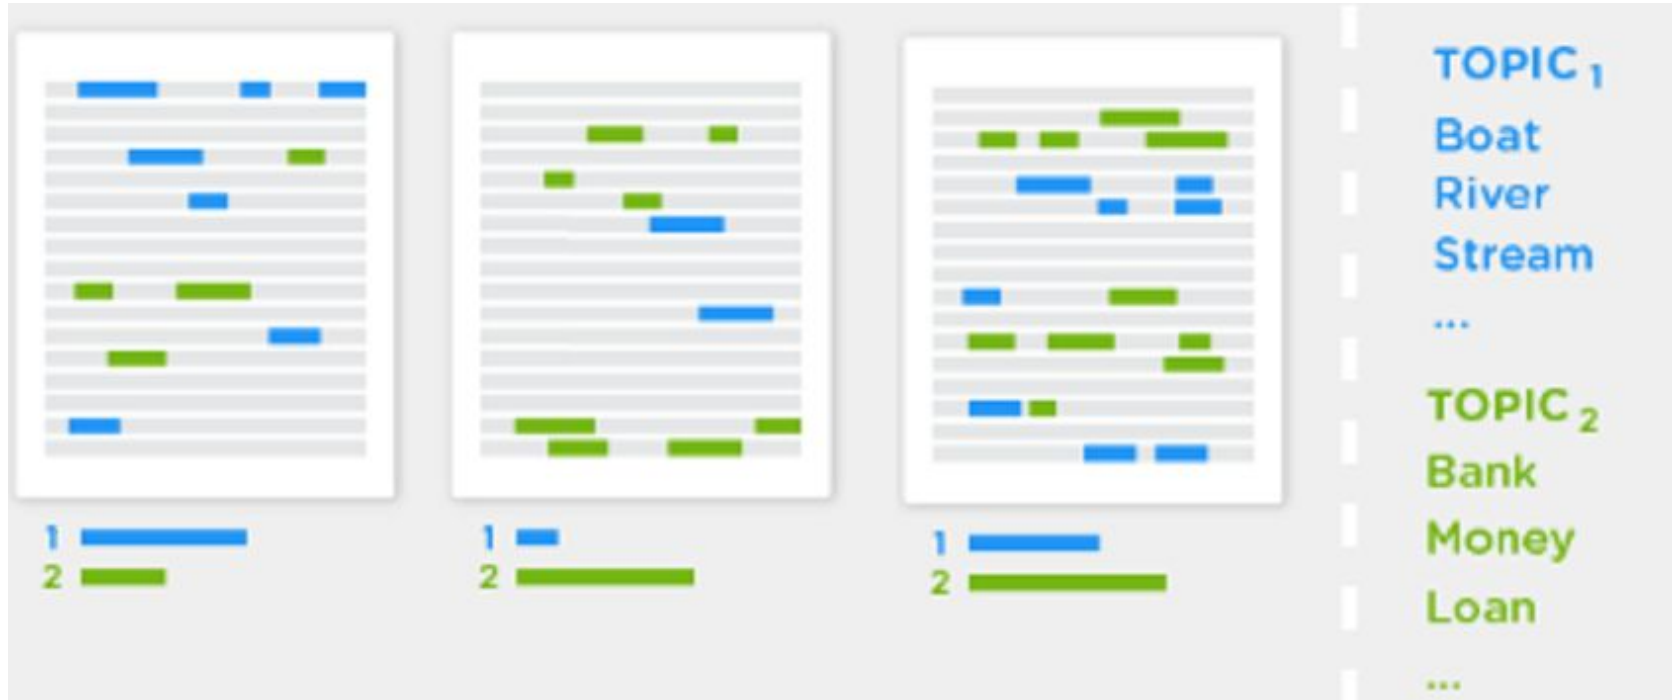 1
2
1
2
1
2
TOPIC 1
Boat
River
Stream
...
TOPIC 2
Bank
Money
Loan
...